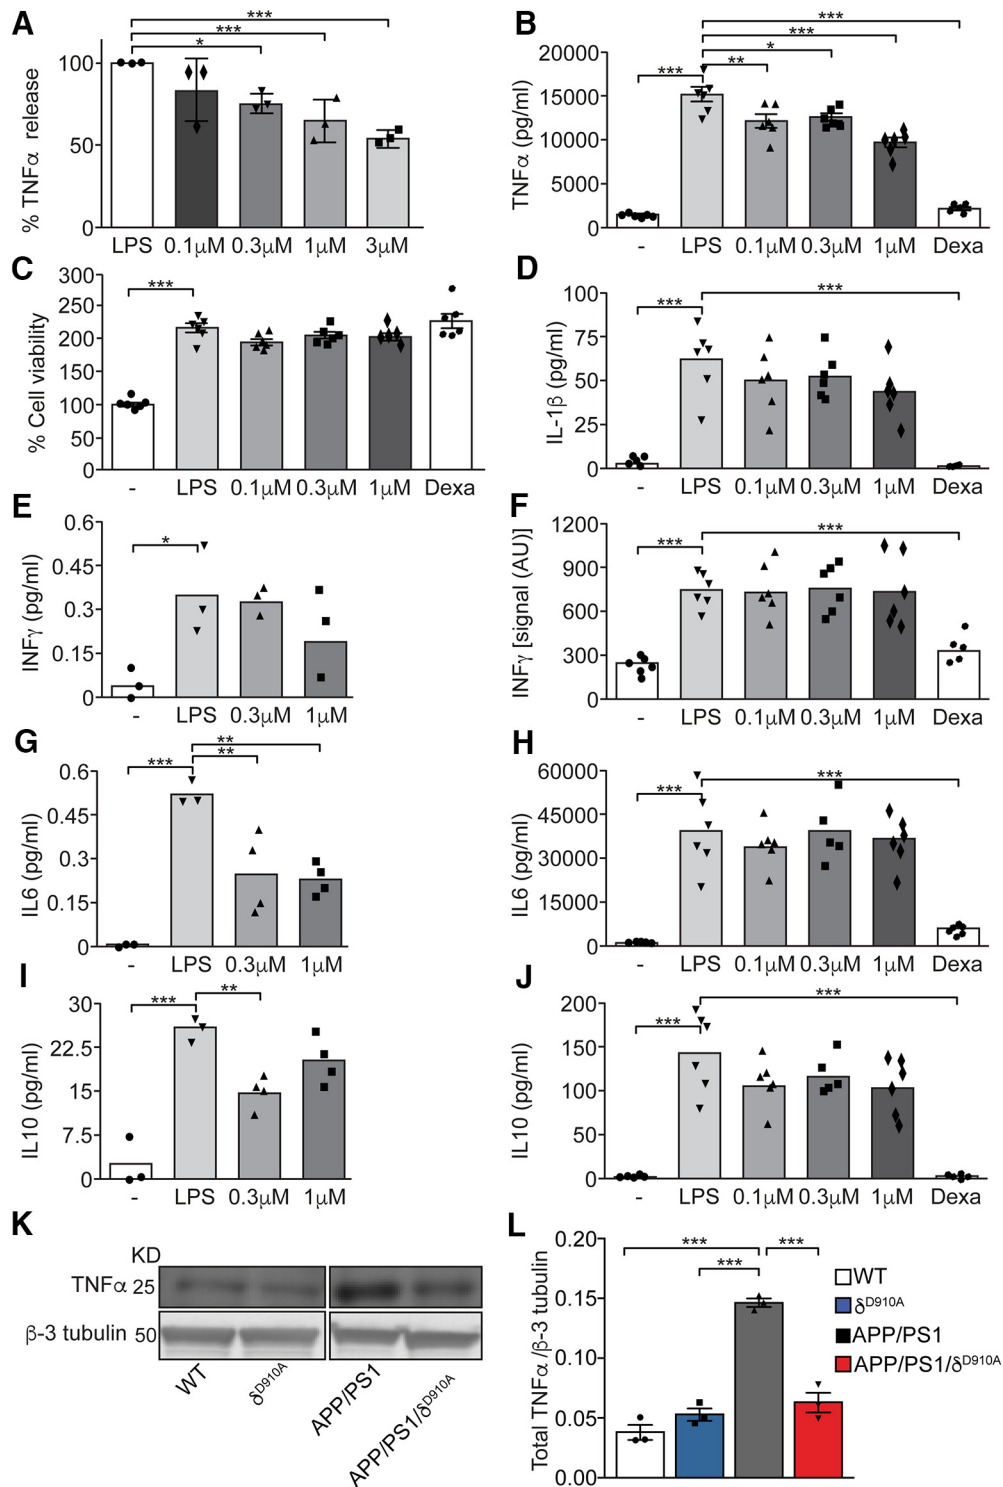 A
***
***
*
% TNFα release
100
50
0
LPS 0.1μM 0.3μM 1μM 3μM
B
***
***
*
**
***
TNFα (pg/ml)
20000
15000
10000
5000
0
- LPS 0.1μM 0.3μM 1μM Dexa
C
***
% Cell viability
300
250
200
150
100
50
0
- LPS 0.1μM 0.3μM 1μM Dexa
D
***
***
IL-1β (pg/ml)
100
75
50
25
0
- LPS 0.1μM 0.3μM 1μM Dexa
E
*
INFγ (pg/ml)
0.6
0.45
0.3
0.15
0
- LPS 0.3μM 1μM
F
***
***
INFγ [signal (AU)]
1200
900
600
300
0
- LPS 0.1μM 0.3μM 1μM Dexa
G
**
**
***
IL6 (pg/ml)
0.6
0.45
0.3
0.15
0
- LPS 0.3μM 1μM
H
***
***
IL6 (pg/ml)
60000
45000
30000
15000
0
- LPS 0.1μM 0.3μM 1μM Dexa
I
**
***
IL10 (pg/ml)
30
22.5
15
7.5
0
- LPS 0.3μM 1μM
J
***
***
IL10 (pg/ml)
200
150
100
50
0
- LPS 0.1μM 0.3μM 1μM Dexa
K
KD
TNFα 25
β-3 tubulin 50
WT
δD910A
APP/PS1
APP/PS1/δD910A
L
*** ***
***
Total TNFα /β-3 tubulin
0.20
0.15
0.10
0.05
0.00
WT
δD910A
APP/PS1
APP/PS1/δD910A